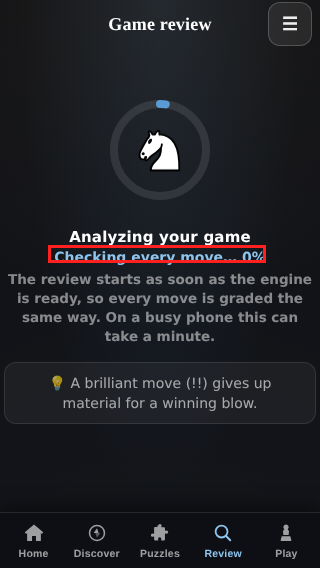 Game review
Analyzing your game
Checking every move... 0%
The review starts as soon as the engine
is ready, so every move is graded the
same way. On a busy phone this can
take a minute.
💡 A brilliant move (!!) gives up
material for a winning blow.
Home Discover Puzzles Review Play